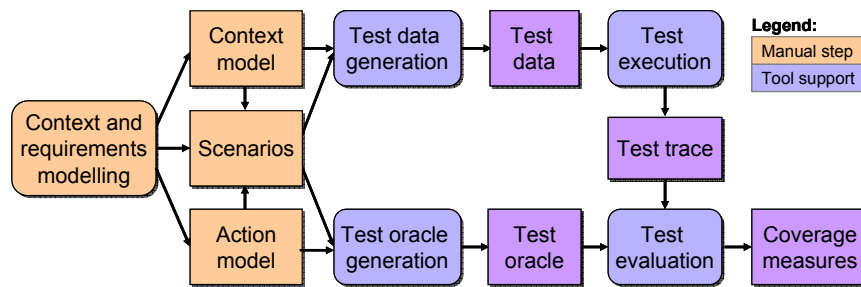 Context and
requirements
modelling
Context
model
Scenarios
Action
model
Test data
generation
Test oracle
generation
Test
data
Test
oracle
Test
execution
Test trace
Test
evaluation
Coverage
measures
Legend:
Manual step
Tool support